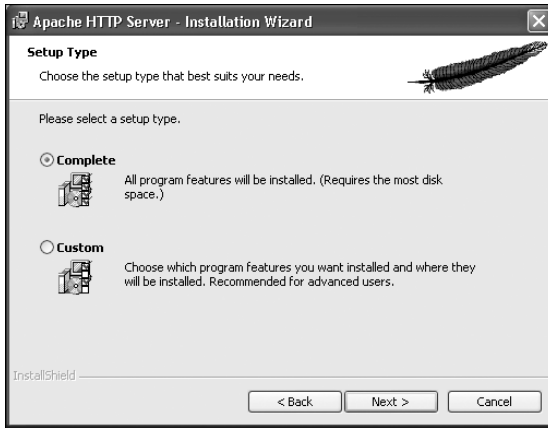 Apache HTTP Server - Installation Wizard
Setup Type
Choose the setup type that best suits your needs.
Please select a setup type.
Complete
All program features will be installed. (Requires the most disk
space.)
Custom
Choose which program features you want installed and where they
will be installed. Recommended for advanced users.
InstallShield
< Back
Next >
Cancel